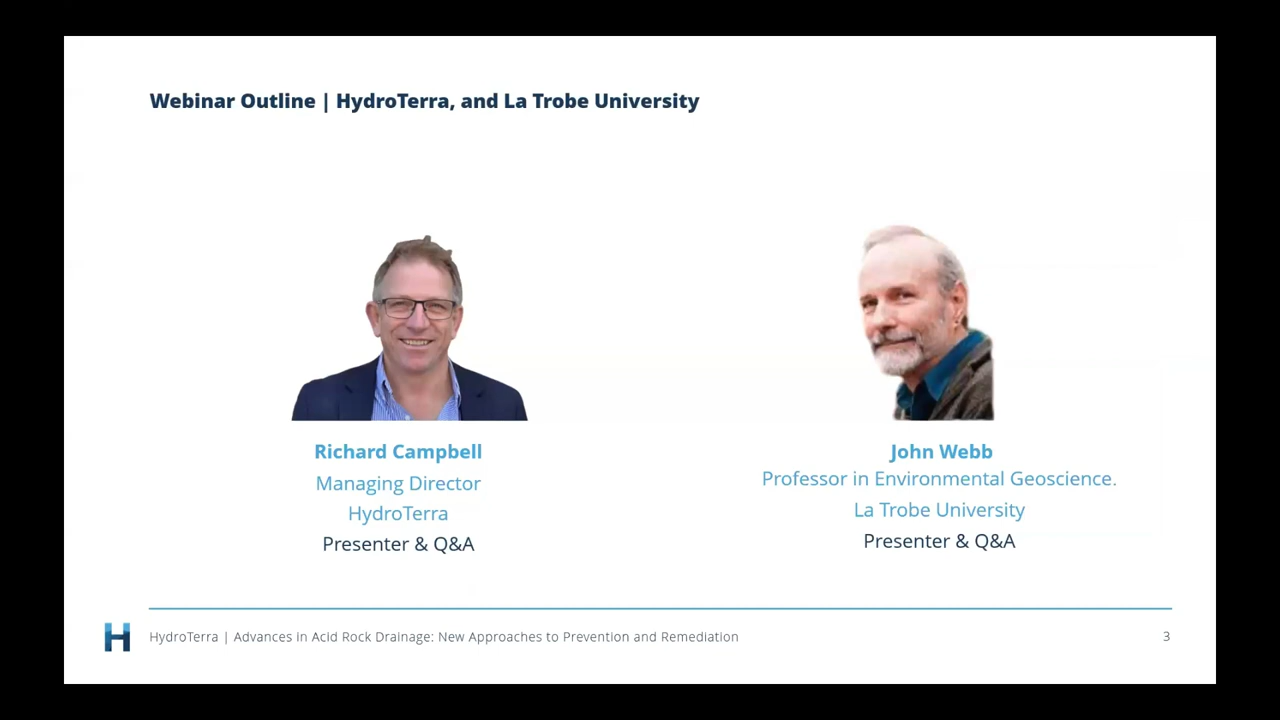 Webinar Outline | HydroTerra, and La Trobe University
Richard Campbell
Managing Director
HydroTerra
Presenter & Q&A
John Webb
Professor in Environmental Geoscience.
La Trobe University
Presenter & Q&A
H
HydroTerra | Advances in Acid Rock Drainage: New Approaches to Prevention and Remediation
3